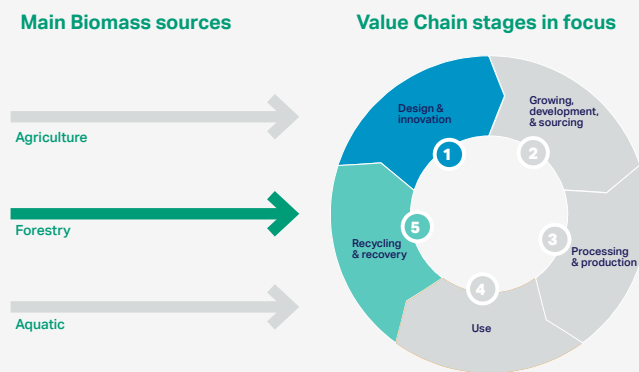 Main Biomass sources
Value Chain stages in focus
Agriculture
Forestry
Aquatic
Design &
innovation
1
Growing,
development,
& sourcing
2
3
Processing
& production
4
Use
5
Recycling
& recovery